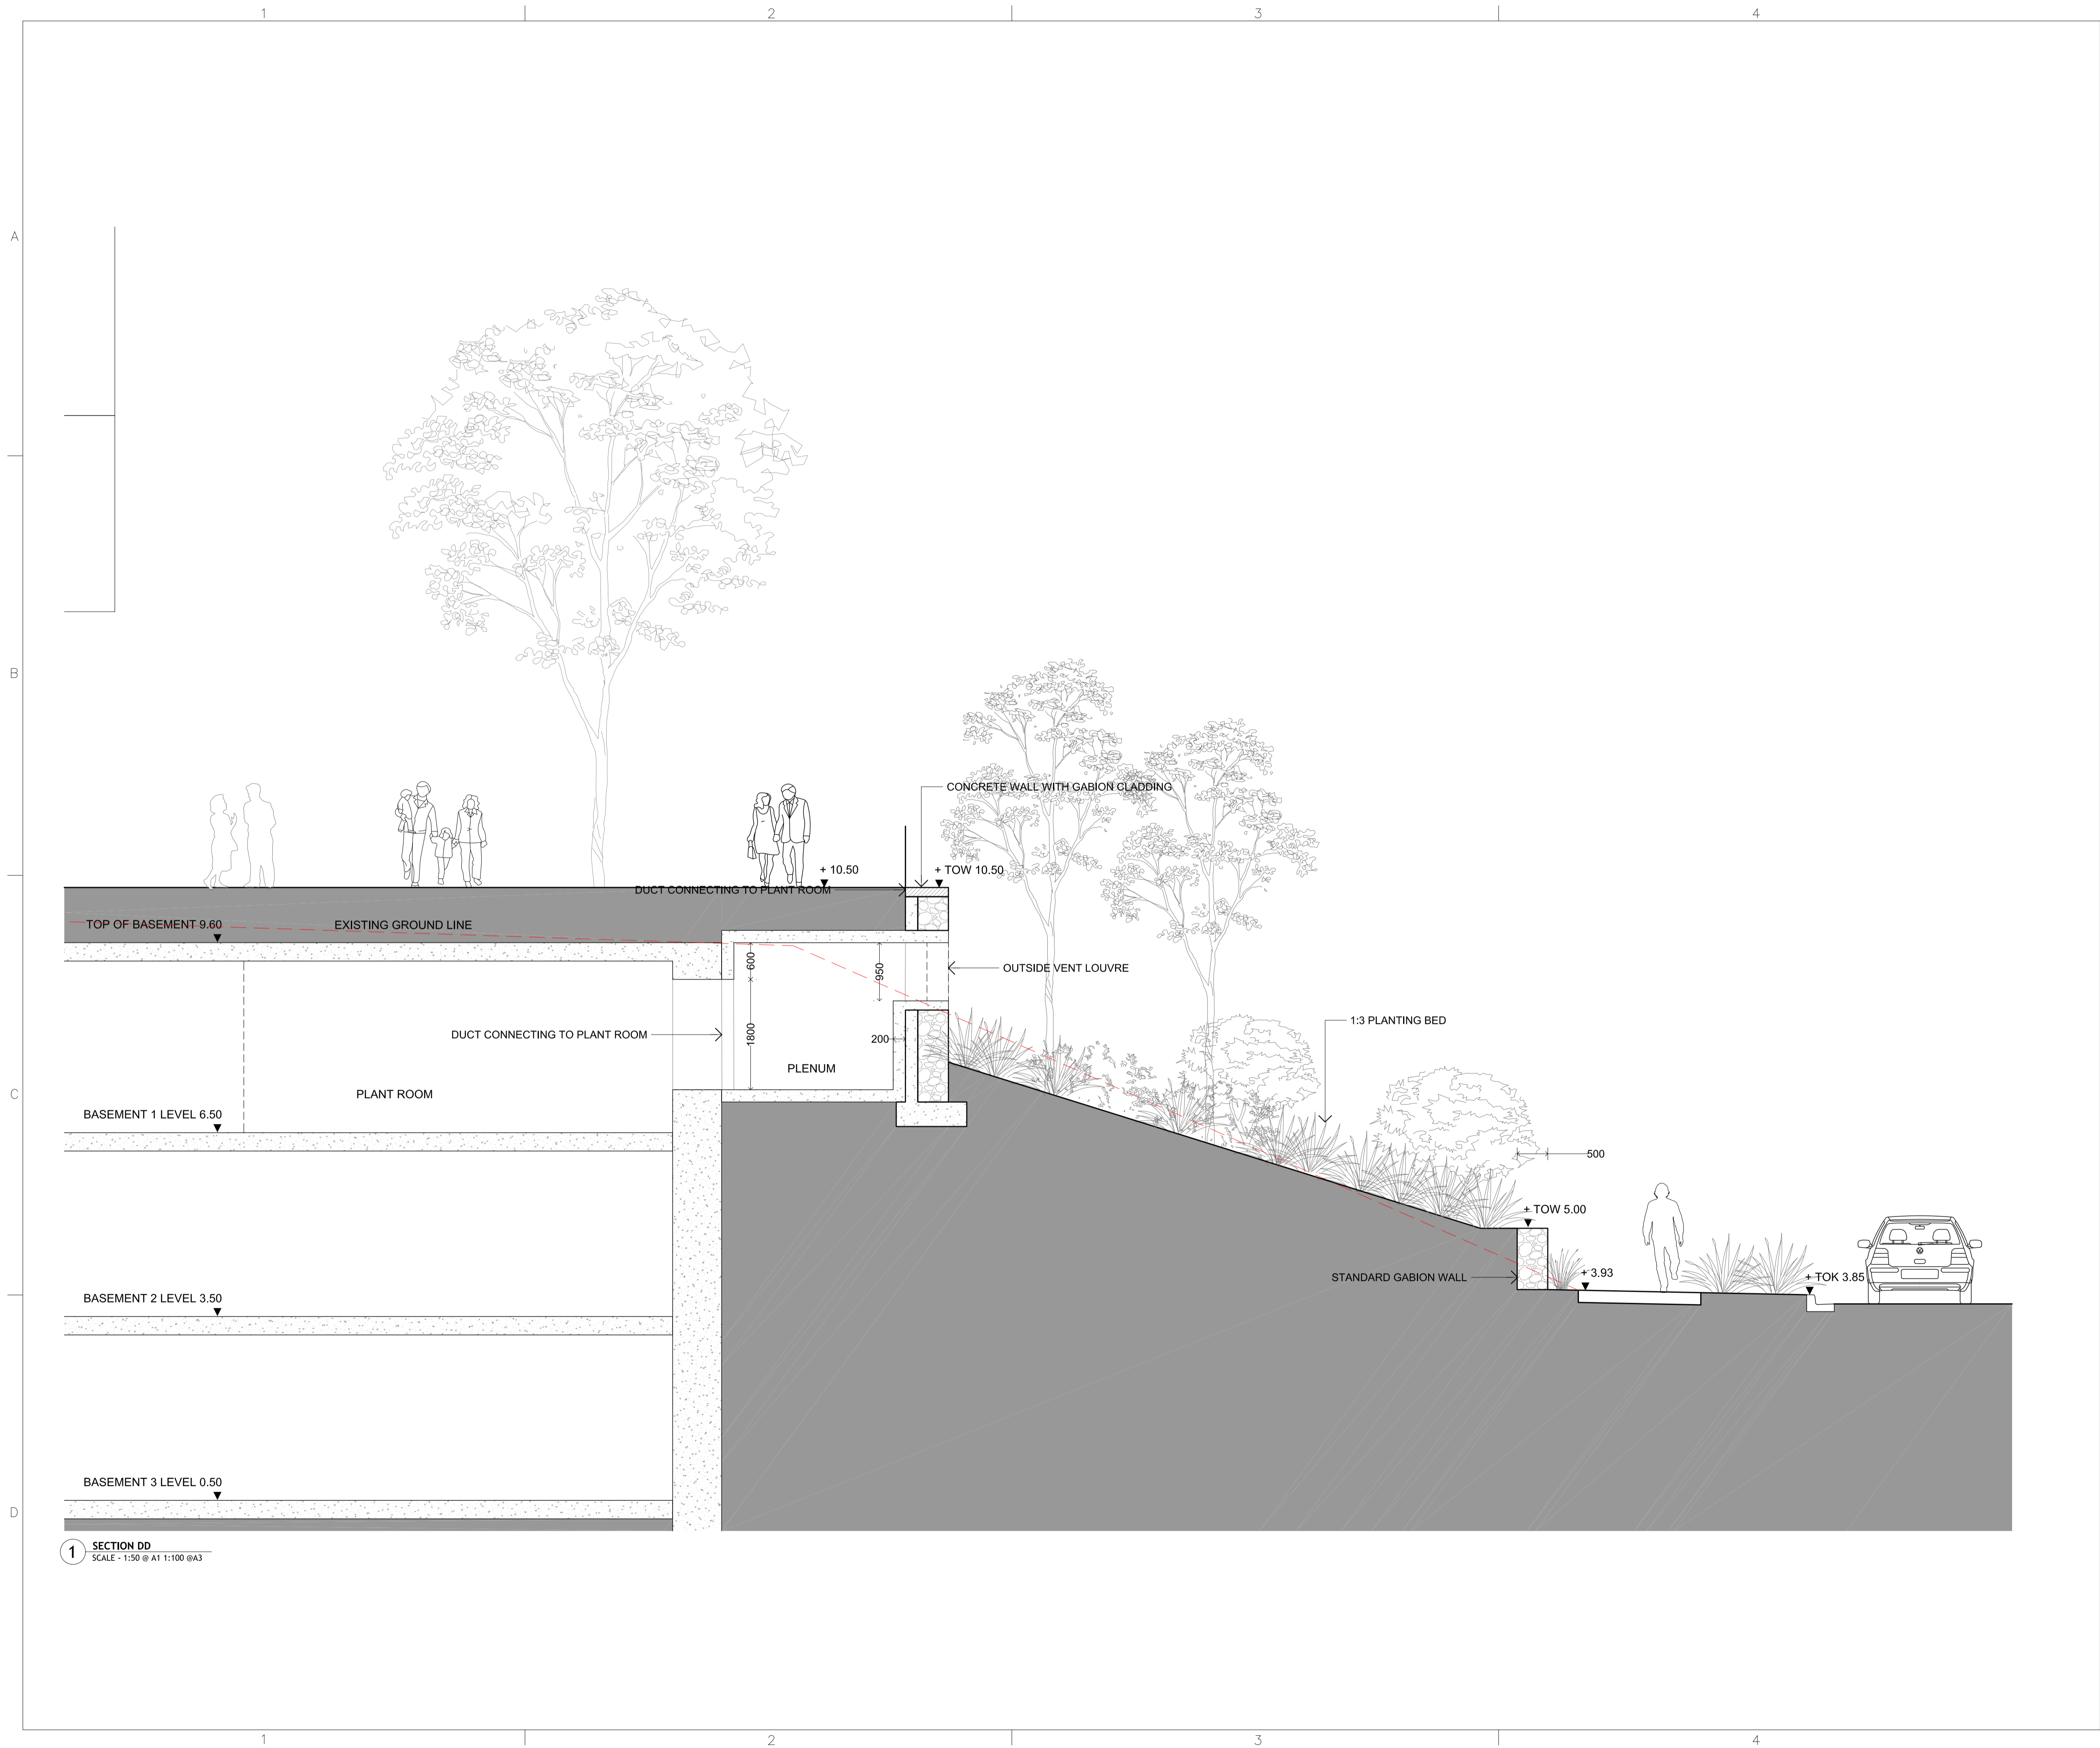 1 2 3 4
A
B
CONCRETE WALL WITH GABION CLADDING
+ 10.50
+ TOW 10.50
DUCT CONNECTING TO PLANT ROOM
TOP OF BASEMENT 9.60
EXISTING GROUND LINE
600
950
OUTSIDE VENT LOUVRE
1:3 PLANTING BED
DUCT CONNECTING TO PLANT ROOM
1800
200
PLENUM
C
PLANT ROOM
BASEMENT 1 LEVEL 6.50
500
+ TOW 5.00
STANDARD GABION WALL
+ 3.93
+ TOK 3.85
BASEMENT 2 LEVEL 3.50
BASEMENT 3 LEVEL 0.50
D
1
SECTION DD
SCALE - 1:50 @ A1 1:100 @A3
1 2 3 4